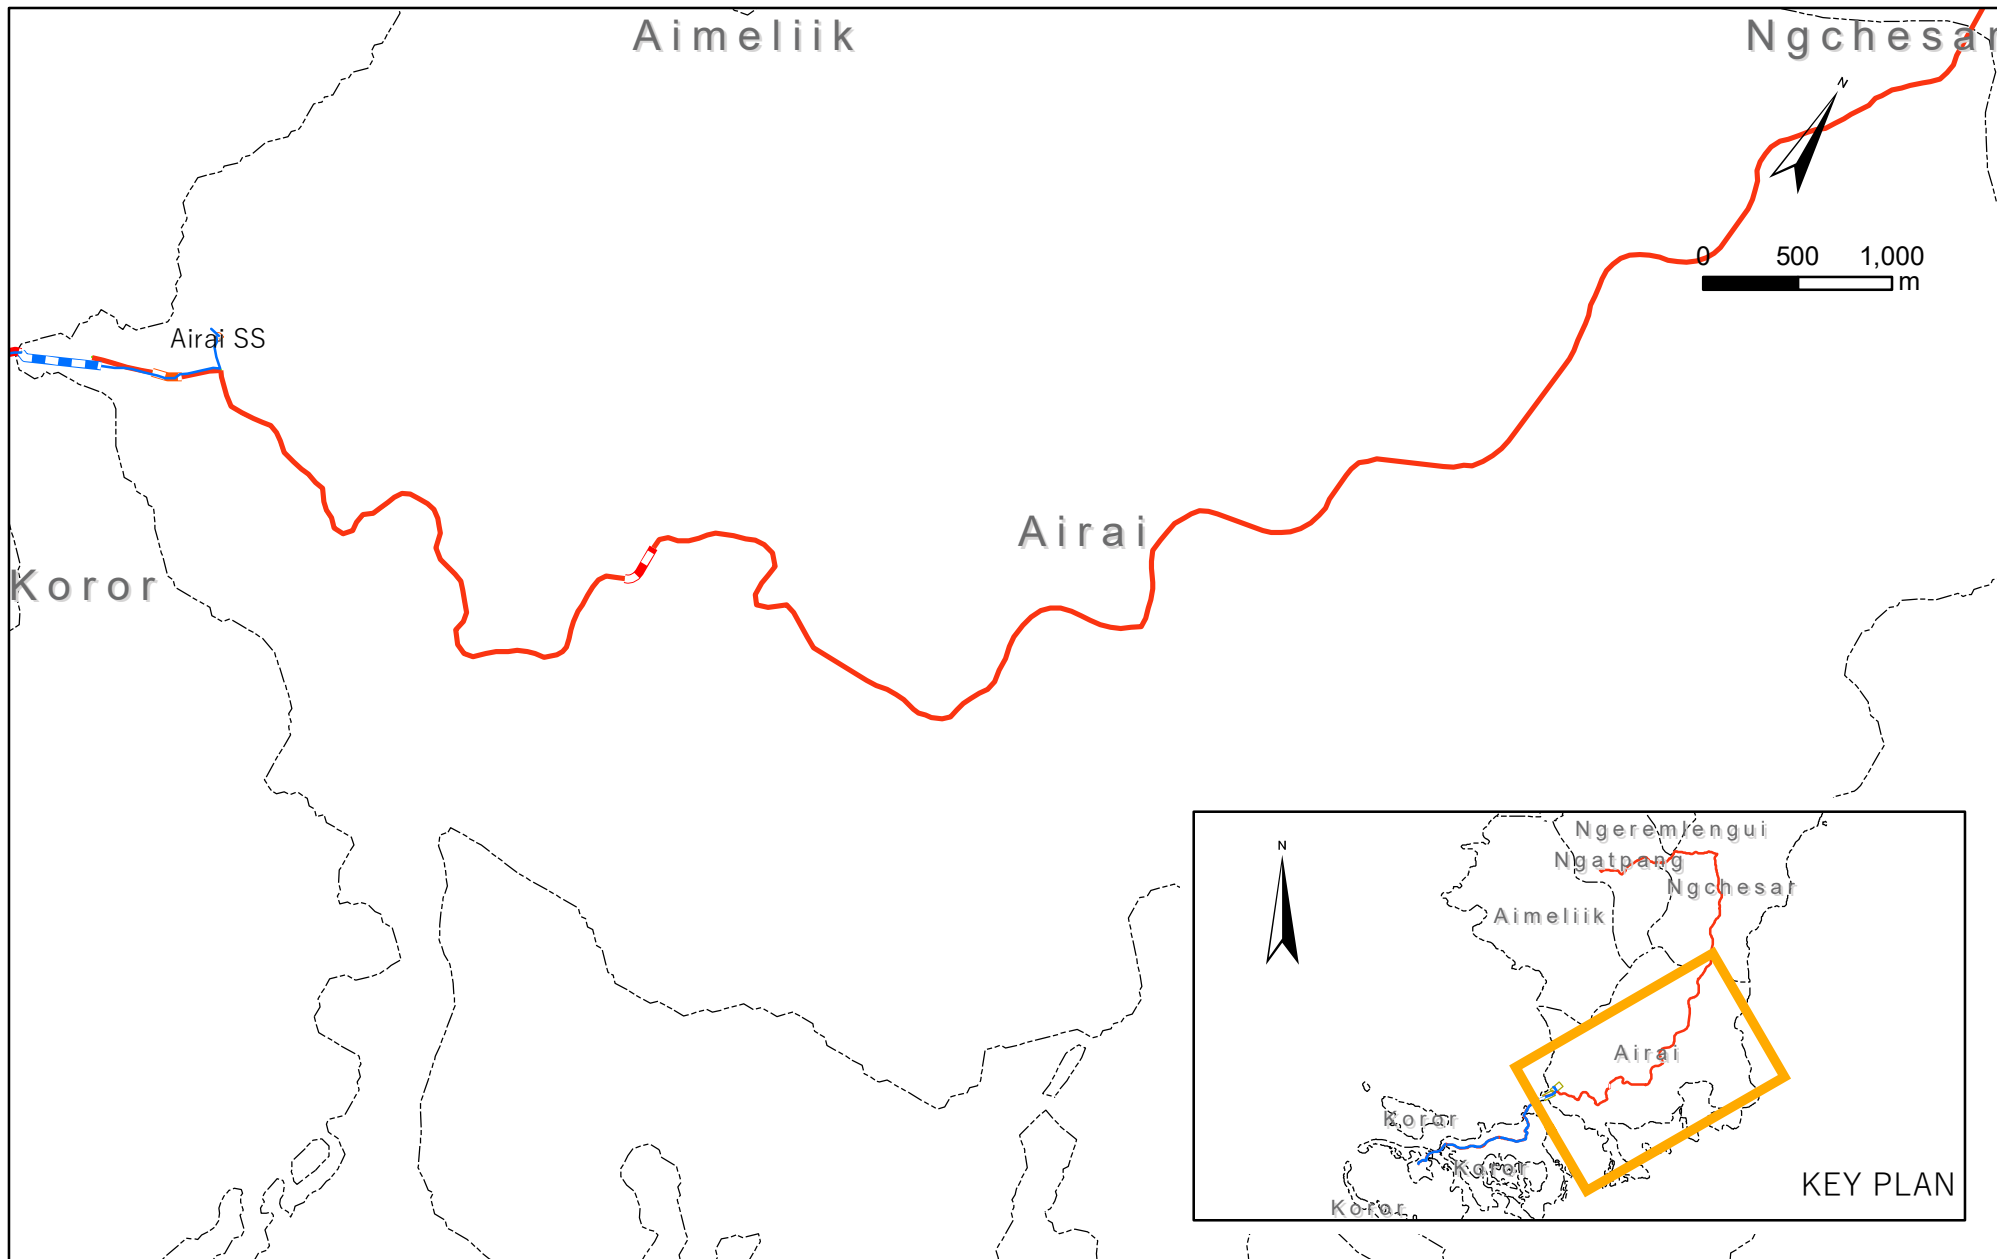 Aimeliik
Ngchesar
N
0 500 1,000
m
Airai SS
Airai
Koror
N
Ngeremlengui
Ngatpang
Ngchesar
Aimeliik
Airai
Koror
Koror
KEY PLAN
Koror